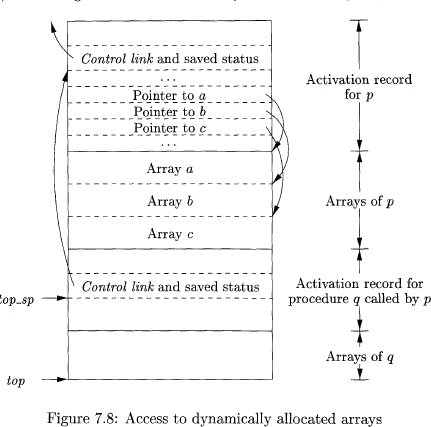 Control link and saved status
...
Pointer to a
Pointer to b
Pointer to c
...
Array a
Array b
Array c
Control link and saved status
Activation record
for p
Arrays of p
Activation record for
procedure q called by p
Arrays of q
top_sp
top
Figure 7.8: Access to dynamically allocated arrays